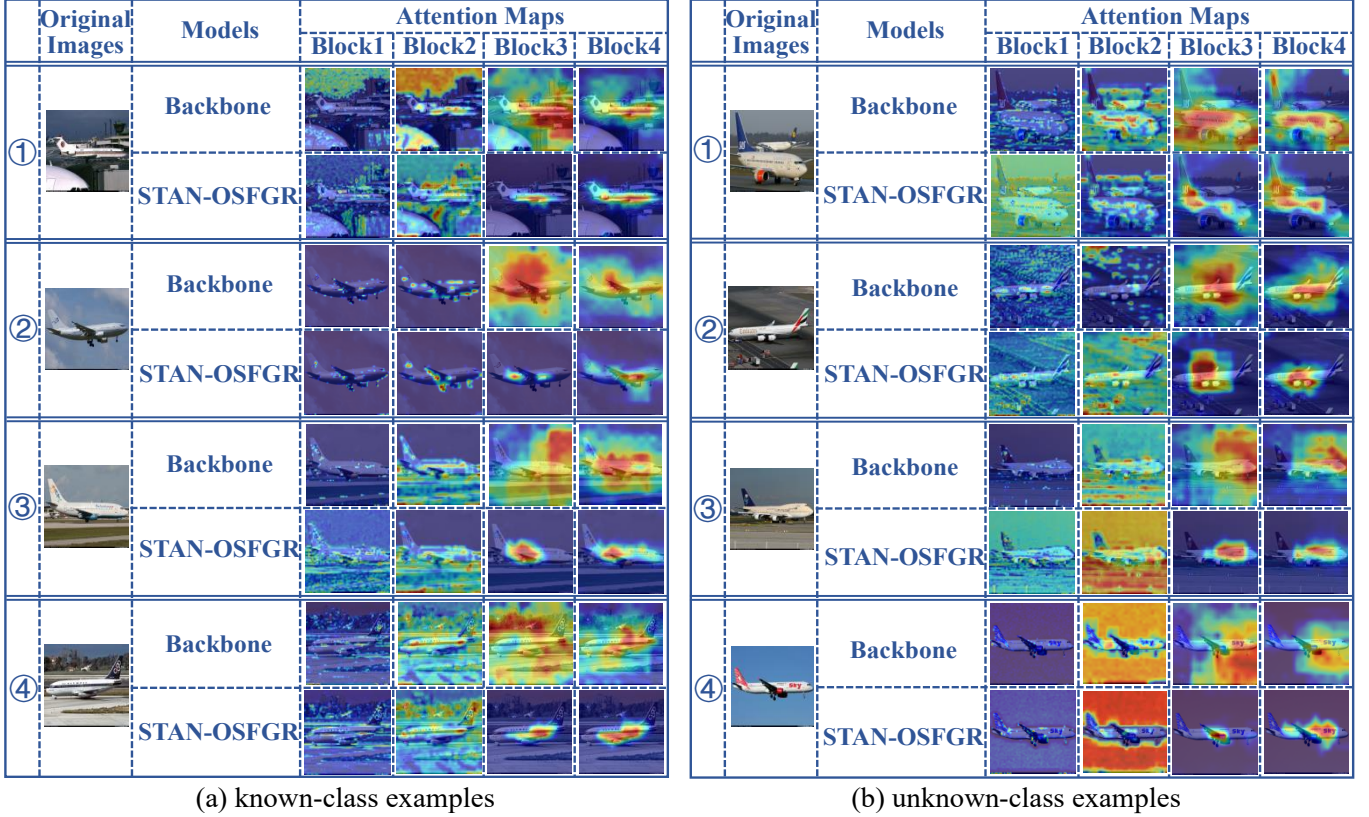 Original Images Models Attention Maps
Block1 Block2 Block3 Block4
① Backbone
STAN-OSFGR
② Backbone
STAN-OSFGR
③ Backbone
STAN-OSFGR
④ Backbone
STAN-OSFGR
(a) known-class examples
Original Images Models Attention Maps
Block1 Block2 Block3 Block4
① Backbone
STAN-OSFGR
② Backbone
STAN-OSFGR
③ Backbone
STAN-OSFGR
④ Backbone
sky
STAN-OSFGR
(b) unknown-class examples